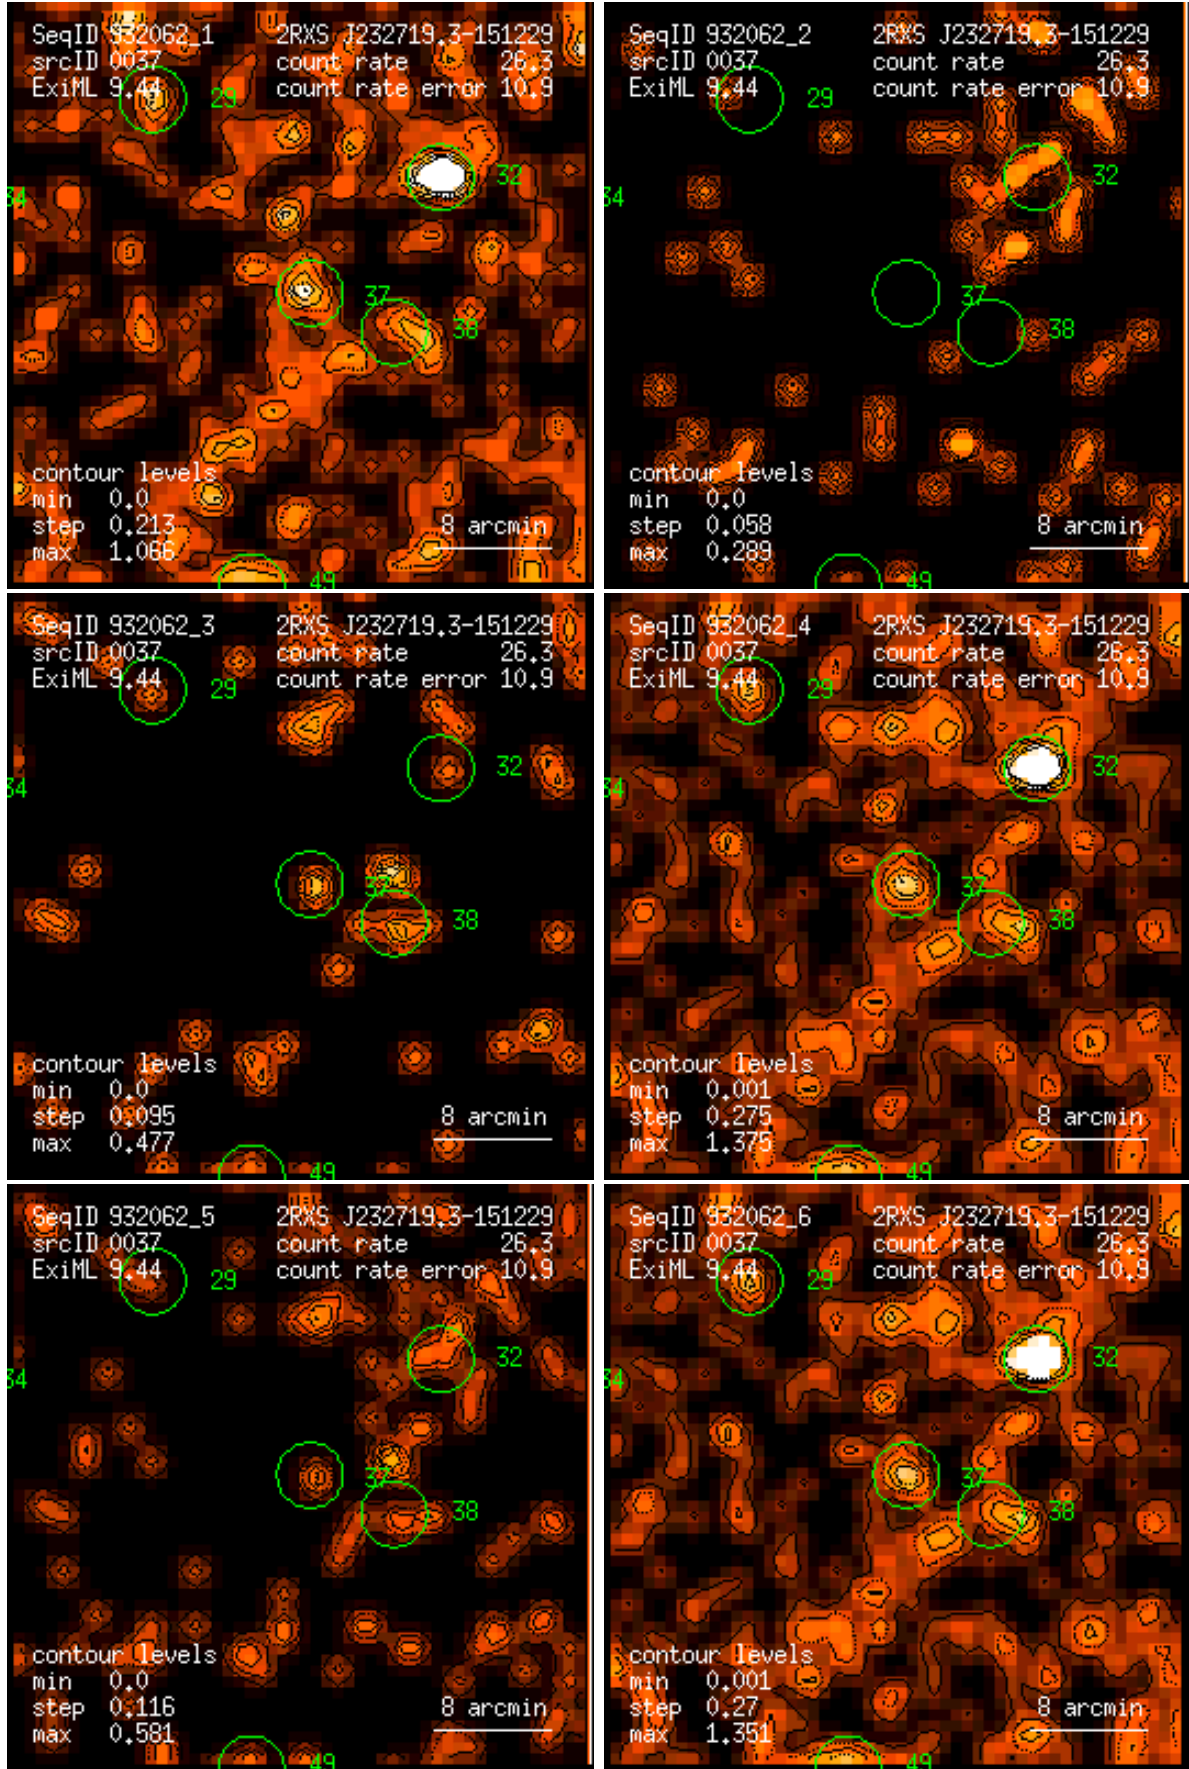 SeqID 932062_1 2RXS J232719.3-151229
srcID 0037 count rate 26.3
ExiML 9.44 count rate error 10.9
29
32
34
37
38
contour levels
min 0.0
step 0.213
max 1.066
8 arcmin
49
SeqID 932062_2 2RXS J232719.3-151229
srcID 0037 count rate 26.3
ExiML 9.44 count rate error 10.9
29
32
34
37
38
contour levels
min 0.0
step 0.058
max 0.289
8 arcmin
49
SeqID 932062_3 2RXS J232719.3-151229
srcID 0037 count rate 26.3
ExiML 9.44 count rate error 10.9
29
32
34
37
38
contour levels
min 0.0
step 0.095
max 0.477
8 arcmin
49
SeqID 932062_4 2RXS J232719.3-151229
srcID 0037 count rate 26.3
ExiML 9.44 count rate error 10.9
29
32
34
37
38
contour levels
min 0.001
step 0.275
max 1.375
8 arcmin
49
SeqID 932062_5 2RXS J232719.3-151229
srcID 0037 count rate 26.3
ExiML 9.44 count rate error 10.9
29
32
34
37
38
contour levels
min 0.0
step 0.116
max 0.581
8 arcmin
49
SeqID 932062_6 2RXS J232719.3-151229
srcID 0037 count rate 26.3
ExiML 9.44 count rate error 10.9
29
32
34
37
38
contour levels
min 0.001
step 0.27
max 1.351
8 arcmin
49